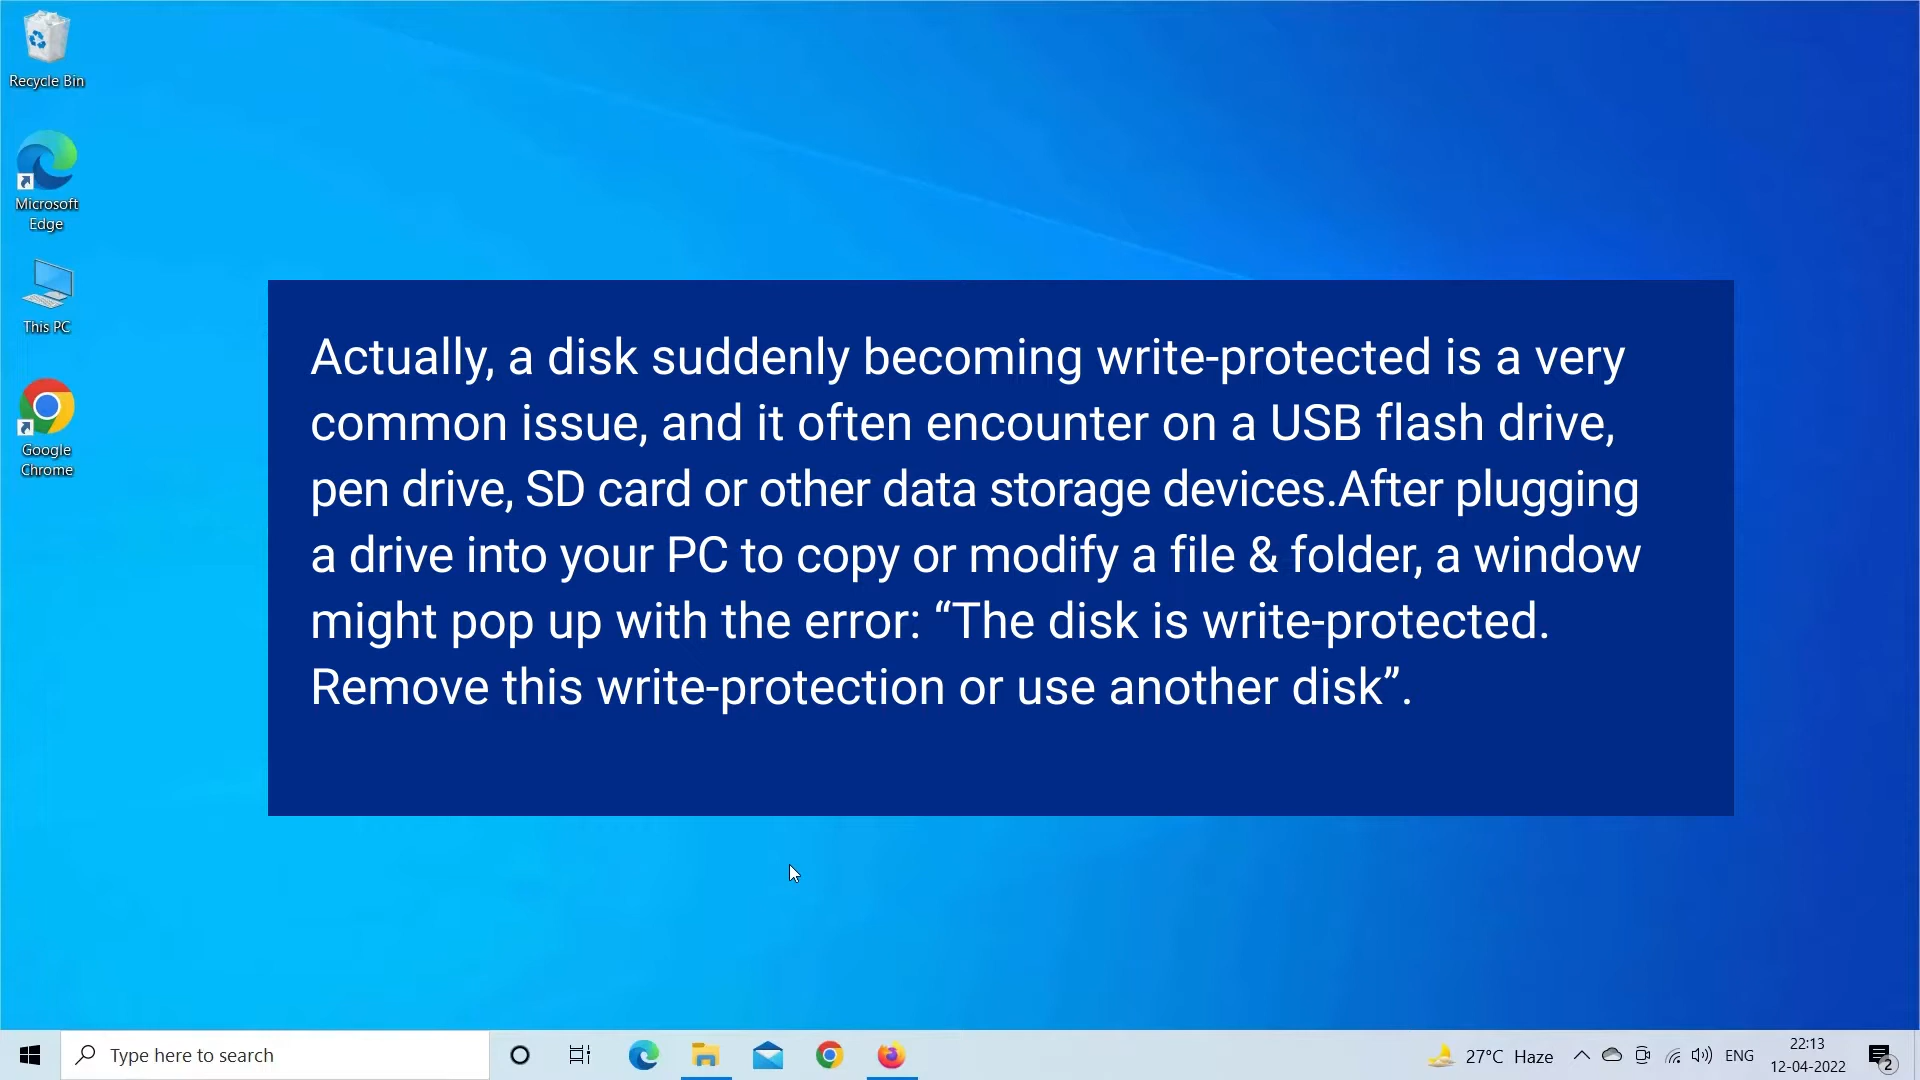 Recycle Bin
Microsoft
Edge
This PC
Google
Chrome
Actually, a disk suddenly becoming write-protected is a very
common issue, and it often encounter on a USB flash drive,
pen drive, SD card or other data storage devices.After plugging
a drive into your PC to copy or modify a file & folder, a window
might pop up with the error: “The disk is write-protected.
Remove this write-protection or use another disk”.
Type here to search
27°C Haze
ENG
22:13
12-04-2022
2